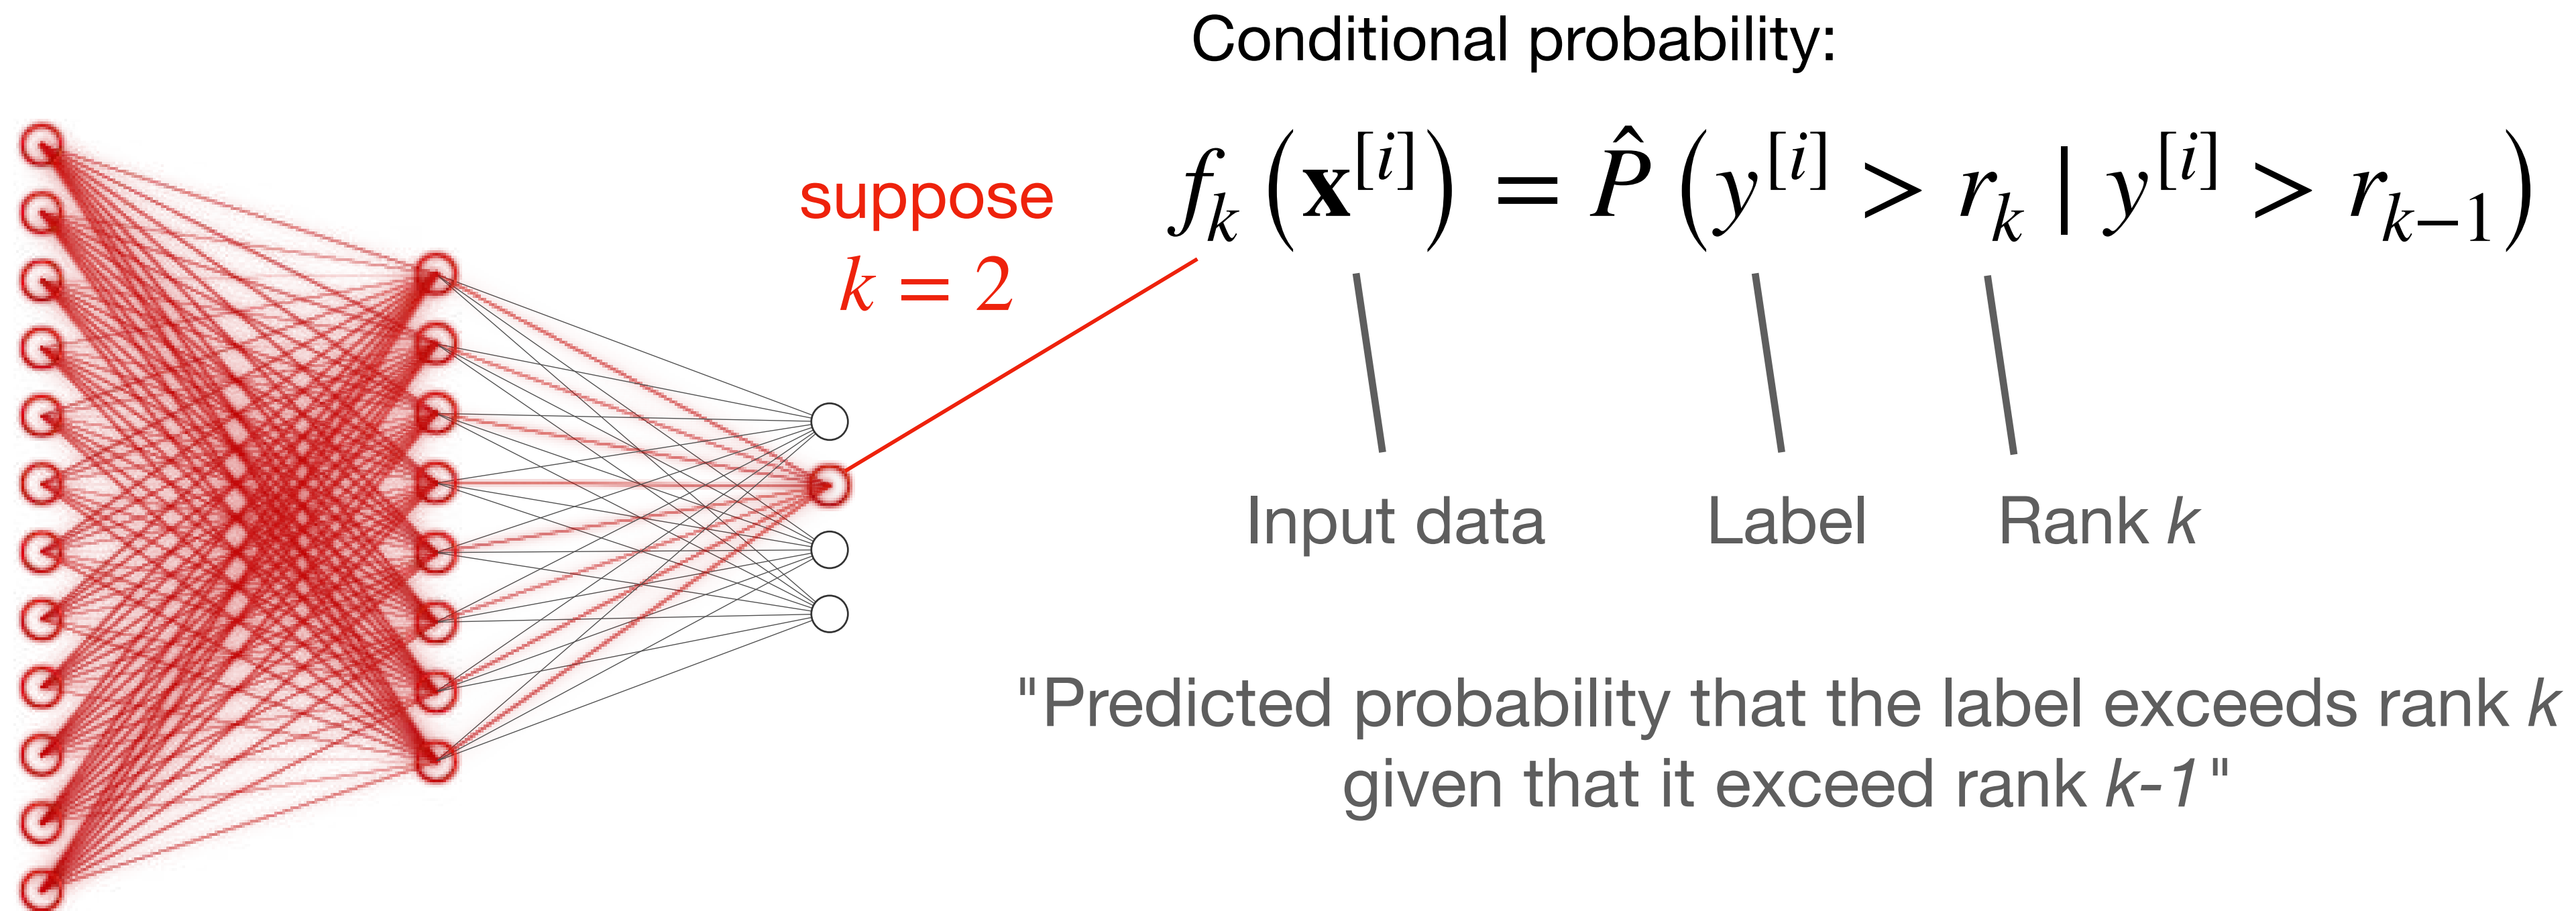 Conditional probability:
suppose
k = 2
f_k (x^[i]) = P̂ (y^[i] > r_k | y^[i] > r_{k−1})
Input data
Label
Rank k
"Predicted probability that the label exceeds rank k
given that it exceed rank k-1"